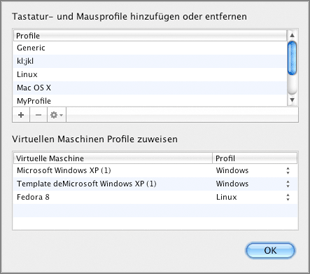 Tastatur- und Mausprofile hinzufügen oder entfernen
Profile
Generic
kl;jkl
Linux
Mac OS X
MyProfile
Virtuellen Maschinen Profile zuweisen
Virtuelle Maschine Profil
Microsoft Windows XP (1) Windows
Template deMicrosoft Windows XP (1) Windows
Fedora 8 Linux
OK